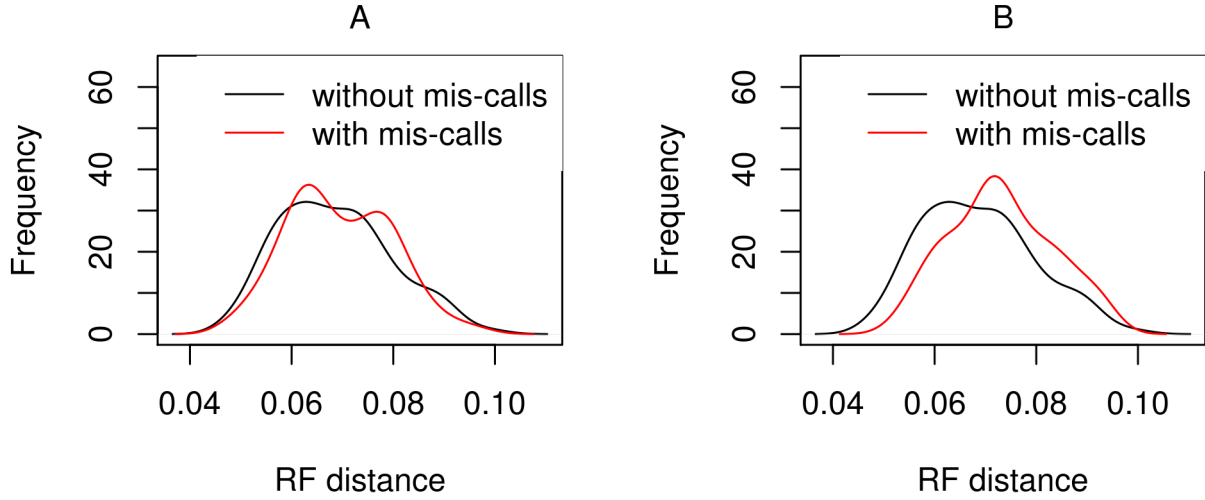 A
Frequency
0
20
40
60
without mis-calls
with mis-calls
0.04 0.06 0.08 0.10
RF distance
B
Frequency
0
20
40
60
without mis-calls
with mis-calls
0.04 0.06 0.08 0.10
RF distance